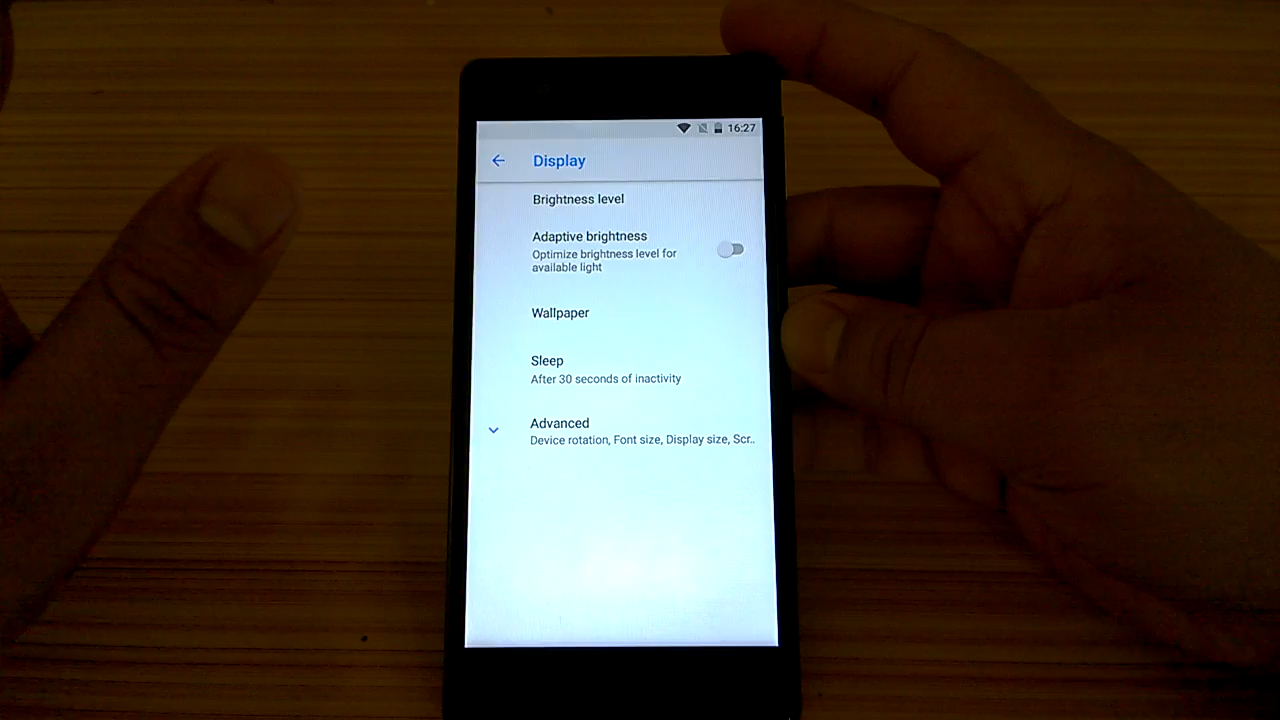 16:27
Display
Brightness level
Adaptive brightness
Optimize brightness level for
available light
Wallpaper
Sleep
After 30 seconds of inactivity
Advanced
Device rotation, Font size, Display size, Scr..